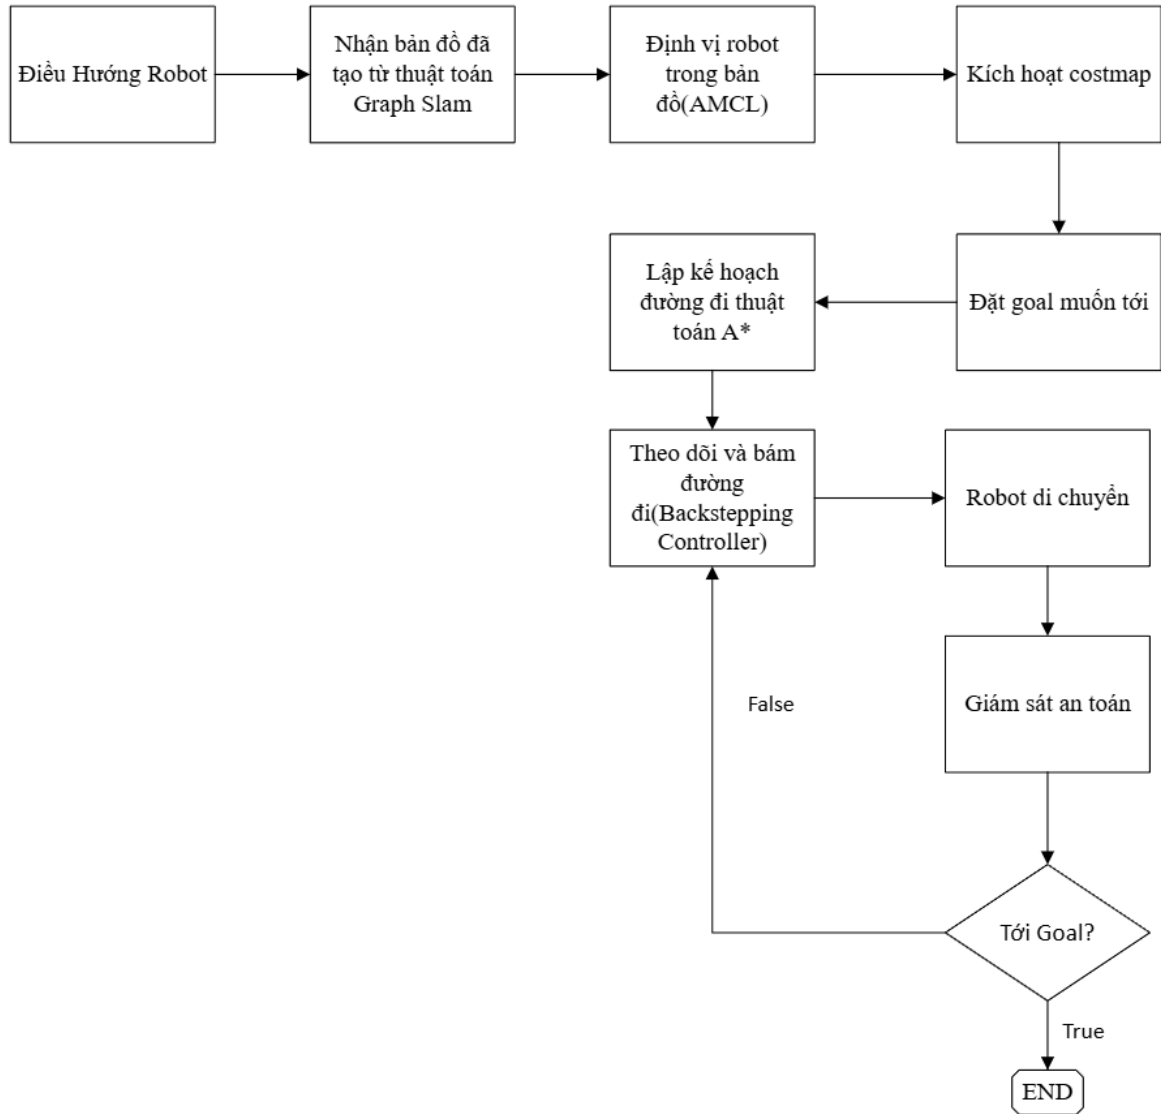 Điều Hướng Robot
Nhận bản đồ đã
tạo từ thuật toán
Graph Slam
Định vị robot
trong bản
đồ(AMCL)
Kích hoạt costmap
Đặt goal muốn tới
Lập kế hoạch
đường đi thuật
toán A*
Theo dõi và bám
đường
đi(Backstepping
Controller)
Robot di chuyển
Giám sát an toán
False
Tới Goal?
True
END